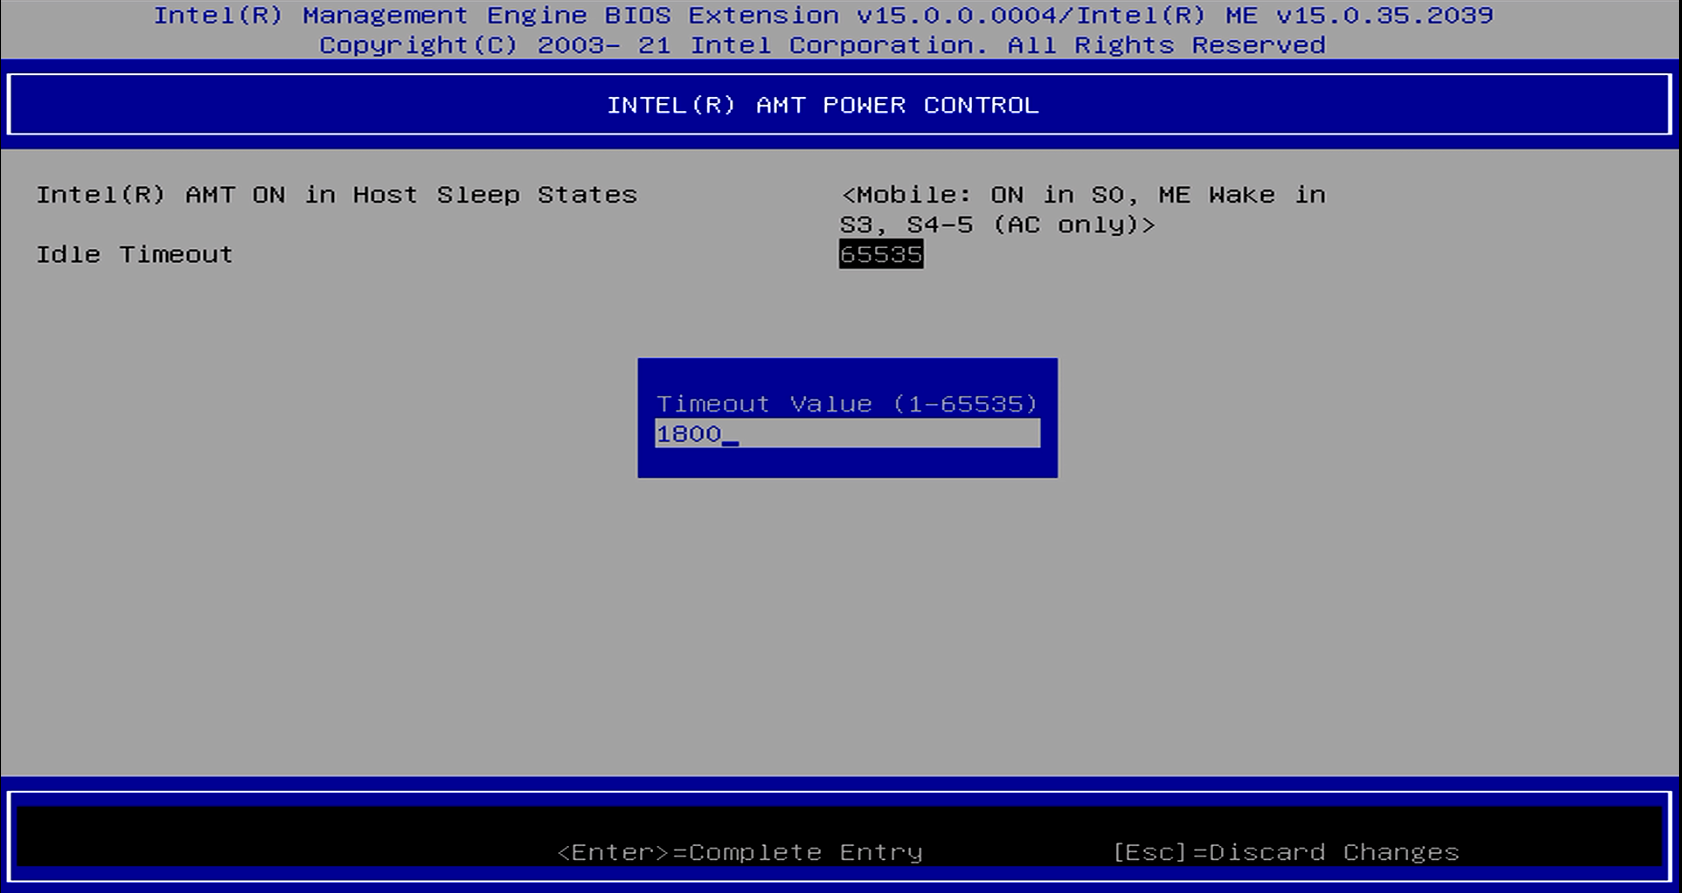 Intel(R) Management Engine BIOS Extension v15.0.0.0004/Intel(R) ME v15.0.35.2039
Copyright(C) 2003- 21 Intel Corporation. All Rights Reserved
INTEL(R) AMT POWER CONTROL
Intel(R) AMT ON in Host Sleep States <Mobile: ON in S0, ME Wake in
S3, S4-5 (AC only)>
Idle Timeout 65535
Timeout Value (1-65535)
1800_
<Enter>=Complete Entry [Esc]=Discard Changes